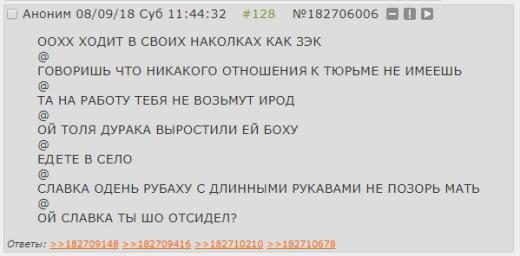 Аноним 08/09/18 Суб 11:44:32 #128 №182706006
ООХХ ХОДИТ В СВОИХ НАКОЛКАХ КАК ЗЭК
@
ГОВОРИШЬ ЧТО НИКАКОГО ОТНОШЕНИЯ К ТЮРЬМЕ НЕ ИМЕЕШЬ
@
ТА НА РАБОТУ ТЕБЯ НЕ ВОЗЬМУТ ИРОД
@
ОЙ ТОЛЯ ДУРАКА ВЫРОСТИЛИ ЕЙ БОХУ
@
ЕДЕТЕ В СЕЛО
@
СЛАВКА ОДЕНЬ РУБАХУ С ДЛИННЫМИ РУКАВАМИ НЕ ПОЗОРЬ МАТЬ
@
ОЙ СЛАВКА ТЫ ШО ОТСИДЕЛ?
Ответы: >>182709148 >>182709416 >>182710210 >>182710678